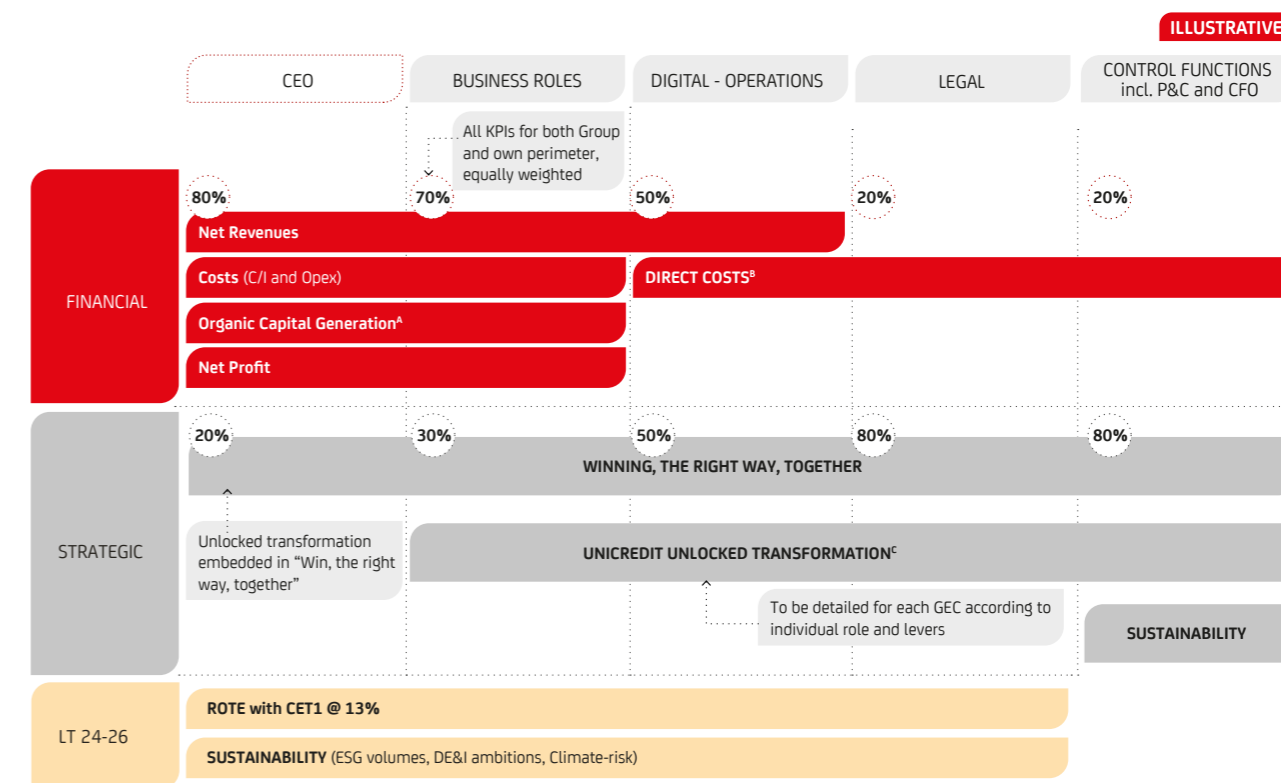 ILLUSTRATIVE
CEO
BUSINESS ROLES
DIGITAL - OPERATIONS
LEGAL
CONTROL FUNCTIONS
incl. P&C and CFO
All KPIs for both Group
and own perimeter,
equally weighted
FINANCIAL
80%
70%
50%
20%
20%
Net Revenues
Costs (C/I and Opex)
DIRECT COSTSᴮ
Organic Capital Generationᴬ
Net Profit
STRATEGIC
20%
30%
50%
80%
80%
WINNING, THE RIGHT WAY, TOGETHER
Unlocked transformation
embedded in “Win, the right
way, together”
UNICREDIT UNLOCKED TRANSFORMATIONᶜ
To be detailed for each GEC according to
individual role and levers
SUSTAINABILITY
LT 24-26
ROTE with CET1 @ 13%
SUSTAINABILITY (ESG volumes, DE&I ambitions, Climate-risk)